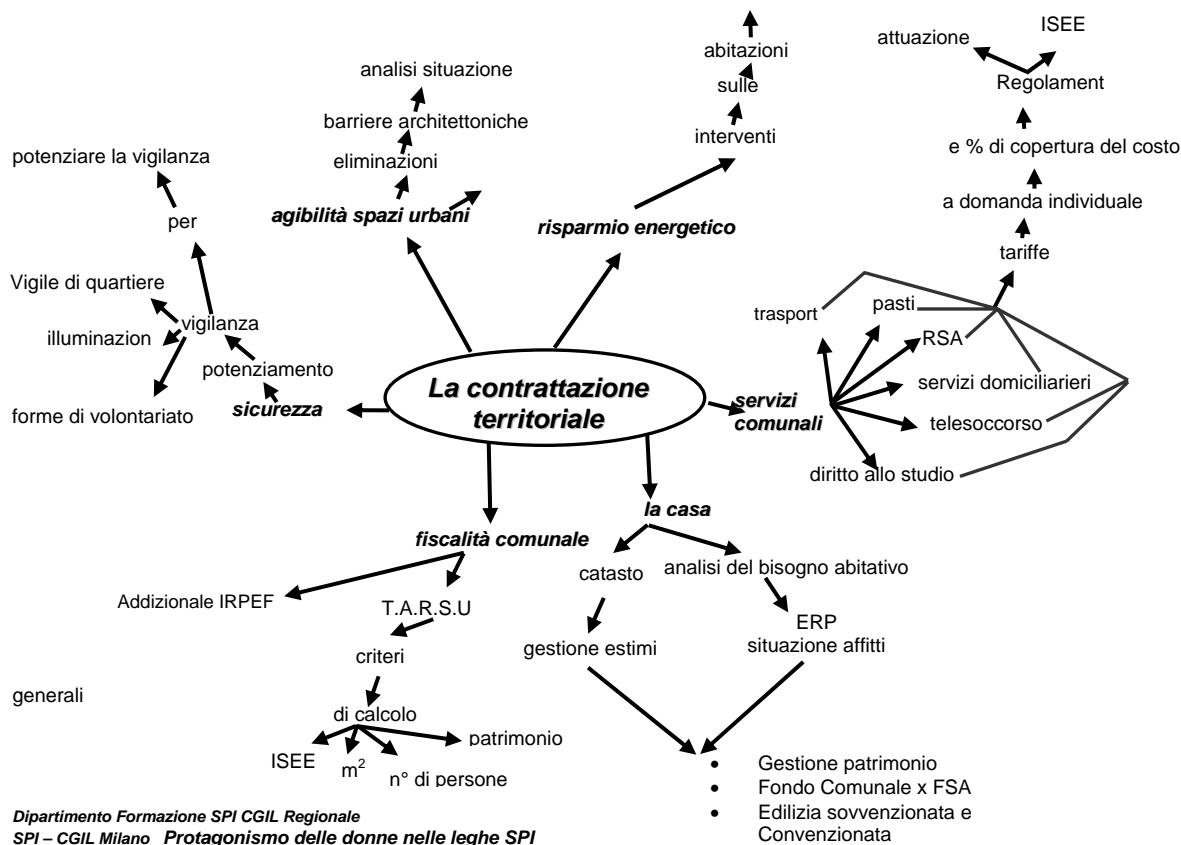 ISEE
attuazione
abitazioni
analisi situazione
sulle
Regolament
barriere architettoniche
interventi
potenziare la vigilanza
eliminazioni
e % di copertura del costo
per
agibilità spazi urbani
risparmio energetico
a domanda individuale
tariffe
Vigile di quartiere
vigilanza
illuminazion
trasport
pasti
RSA
potenziamento
servizi domiciliarieri
forme di volontariato
sicurezza
La contrattazione
territoriale
servizi
comunali
telesoccorso
diritto allo studio
la casa
fiscalità comunale
catasto
analisi del bisogno abitativo
Addizionale IRPEF
T.A.R.S.U
ERP
situazione affitti
criteri
gestione estimi
generali
di calcolo
patrimonio
ISEE
m²
n° di persone
• Gestione patrimonio
• Fondo Comunale x FSA
• Edilizia sovvenzionata e
Convenzionata
Dipartimento Formazione SPI CGIL Regionale
SPI – CGIL Milano Protagonismo delle donne nelle leghe SPI